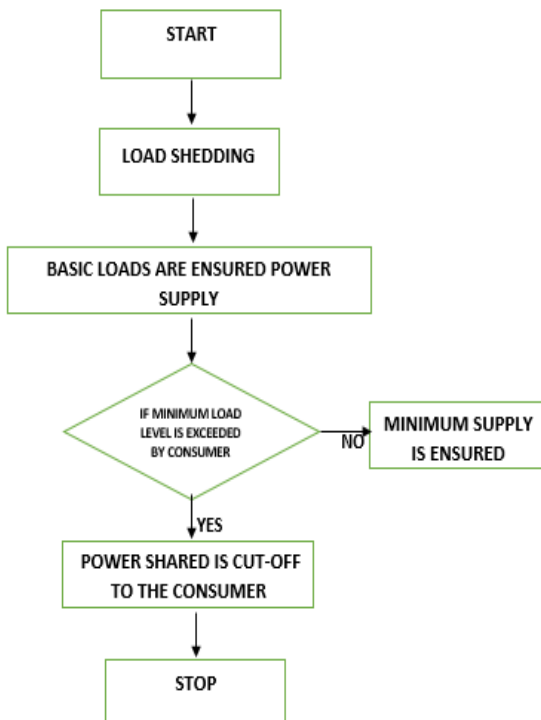 START
LOAD SHEDDING
BASIC LOADS ARE ENSURED POWER
SUPPLY
IF MINIMUM LOAD
LEVEL IS EXCEEDED
BY CONSUMER
NO
MINIMUM SUPPLY
IS ENSURED
YES
POWER SHARED IS CUT-OFF
TO THE CONSUMER
STOP